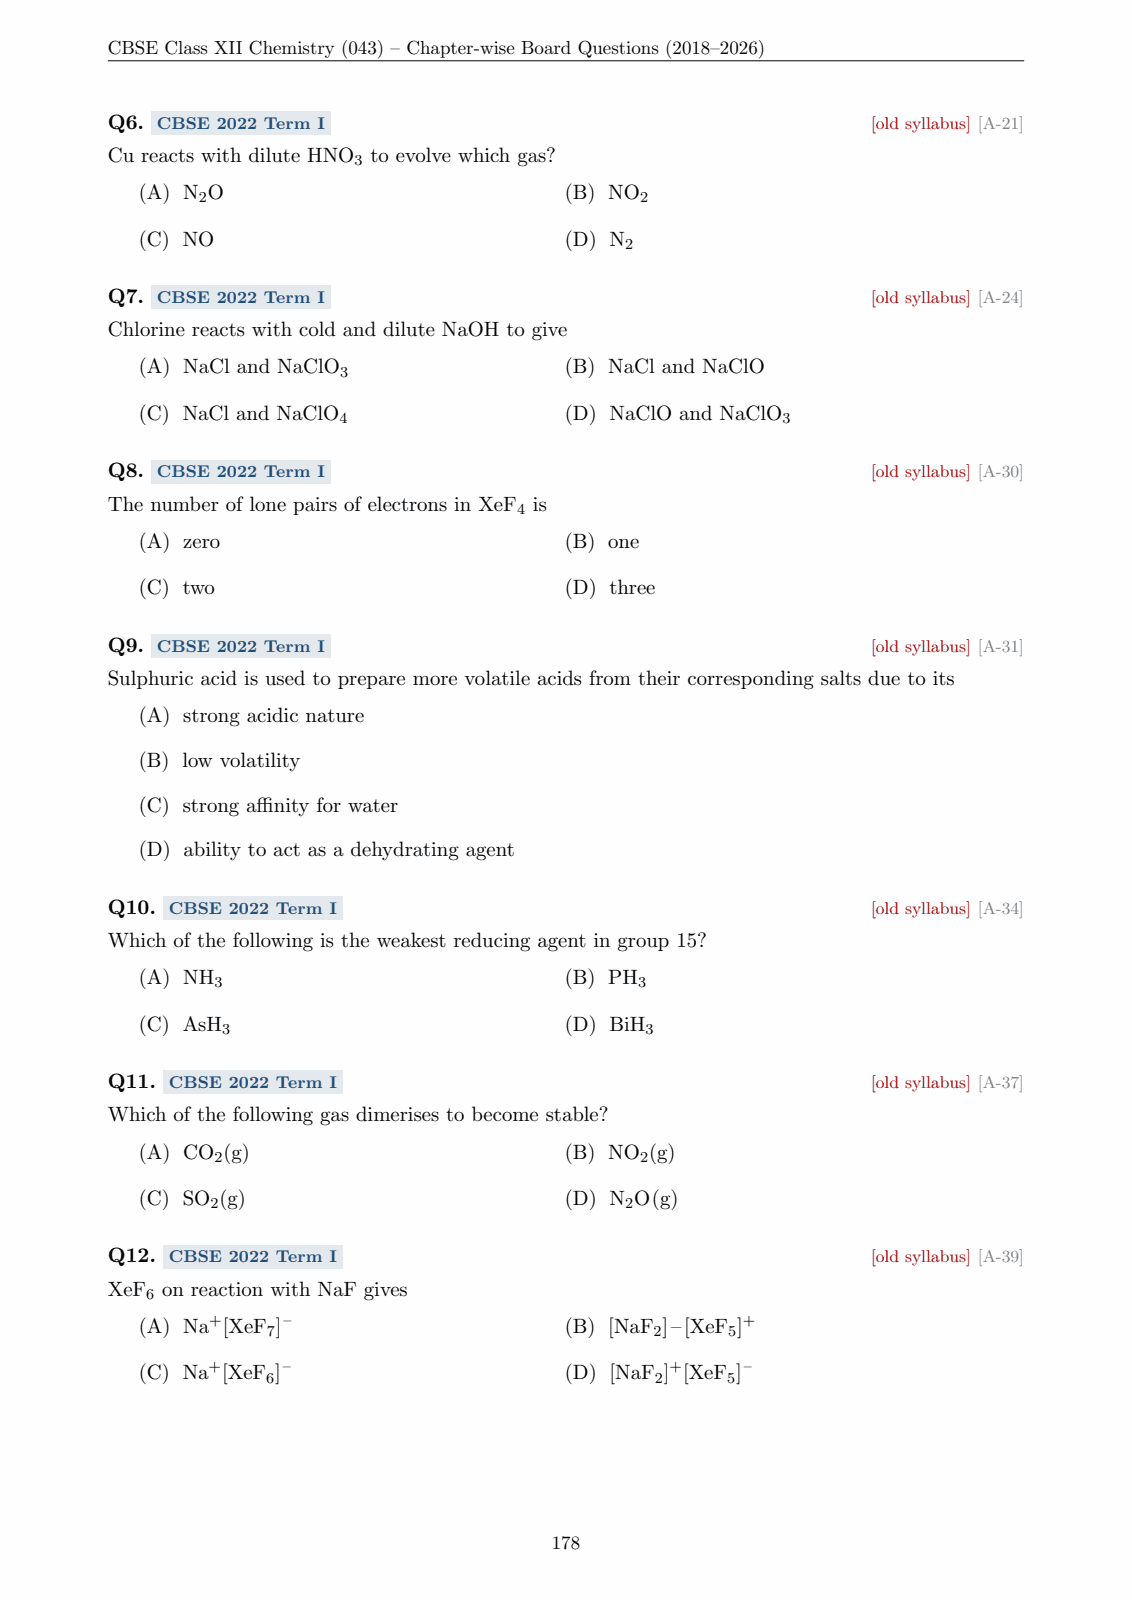 CBSE Class XII Chemistry (043) – Chapter-wise Board Questions (2018–2026)
Q6. CBSE 2022 Term I [old syllabus] [A-21]
Cu reacts with dilute HNO₃ to evolve which gas?
(A) N₂O (B) NO₂
(C) NO (D) N₂
Q7. CBSE 2022 Term I [old syllabus] [A-24]
Chlorine reacts with cold and dilute NaOH to give
(A) NaCl and NaClO₃ (B) NaCl and NaClO
(C) NaCl and NaClO₄ (D) NaClO and NaClO₃
Q8. CBSE 2022 Term I [old syllabus] [A-30]
The number of lone pairs of electrons in XeF₄ is
(A) zero (B) one
(C) two (D) three
Q9. CBSE 2022 Term I [old syllabus] [A-31]
Sulphuric acid is used to prepare more volatile acids from their corresponding salts due to its
(A) strong acidic nature
(B) low volatility
(C) strong affinity for water
(D) ability to act as a dehydrating agent
Q10. CBSE 2022 Term I [old syllabus] [A-34]
Which of the following is the weakest reducing agent in group 15?
(A) NH₃ (B) PH₃
(C) AsH₃ (D) BiH₃
Q11. CBSE 2022 Term I [old syllabus] [A-37]
Which of the following gas dimerises to become stable?
(A) CO₂(g) (B) NO₂(g)
(C) SO₂(g) (D) N₂O(g)
Q12. CBSE 2022 Term I [old syllabus] [A-39]
XeF₆ on reaction with NaF gives
(A) Na⁺[XeF₇]⁻ (B) [NaF₂]–[XeF₅]⁺
(C) Na⁺[XeF₆]⁻ (D) [NaF₂]⁺[XeF₅]⁻
178